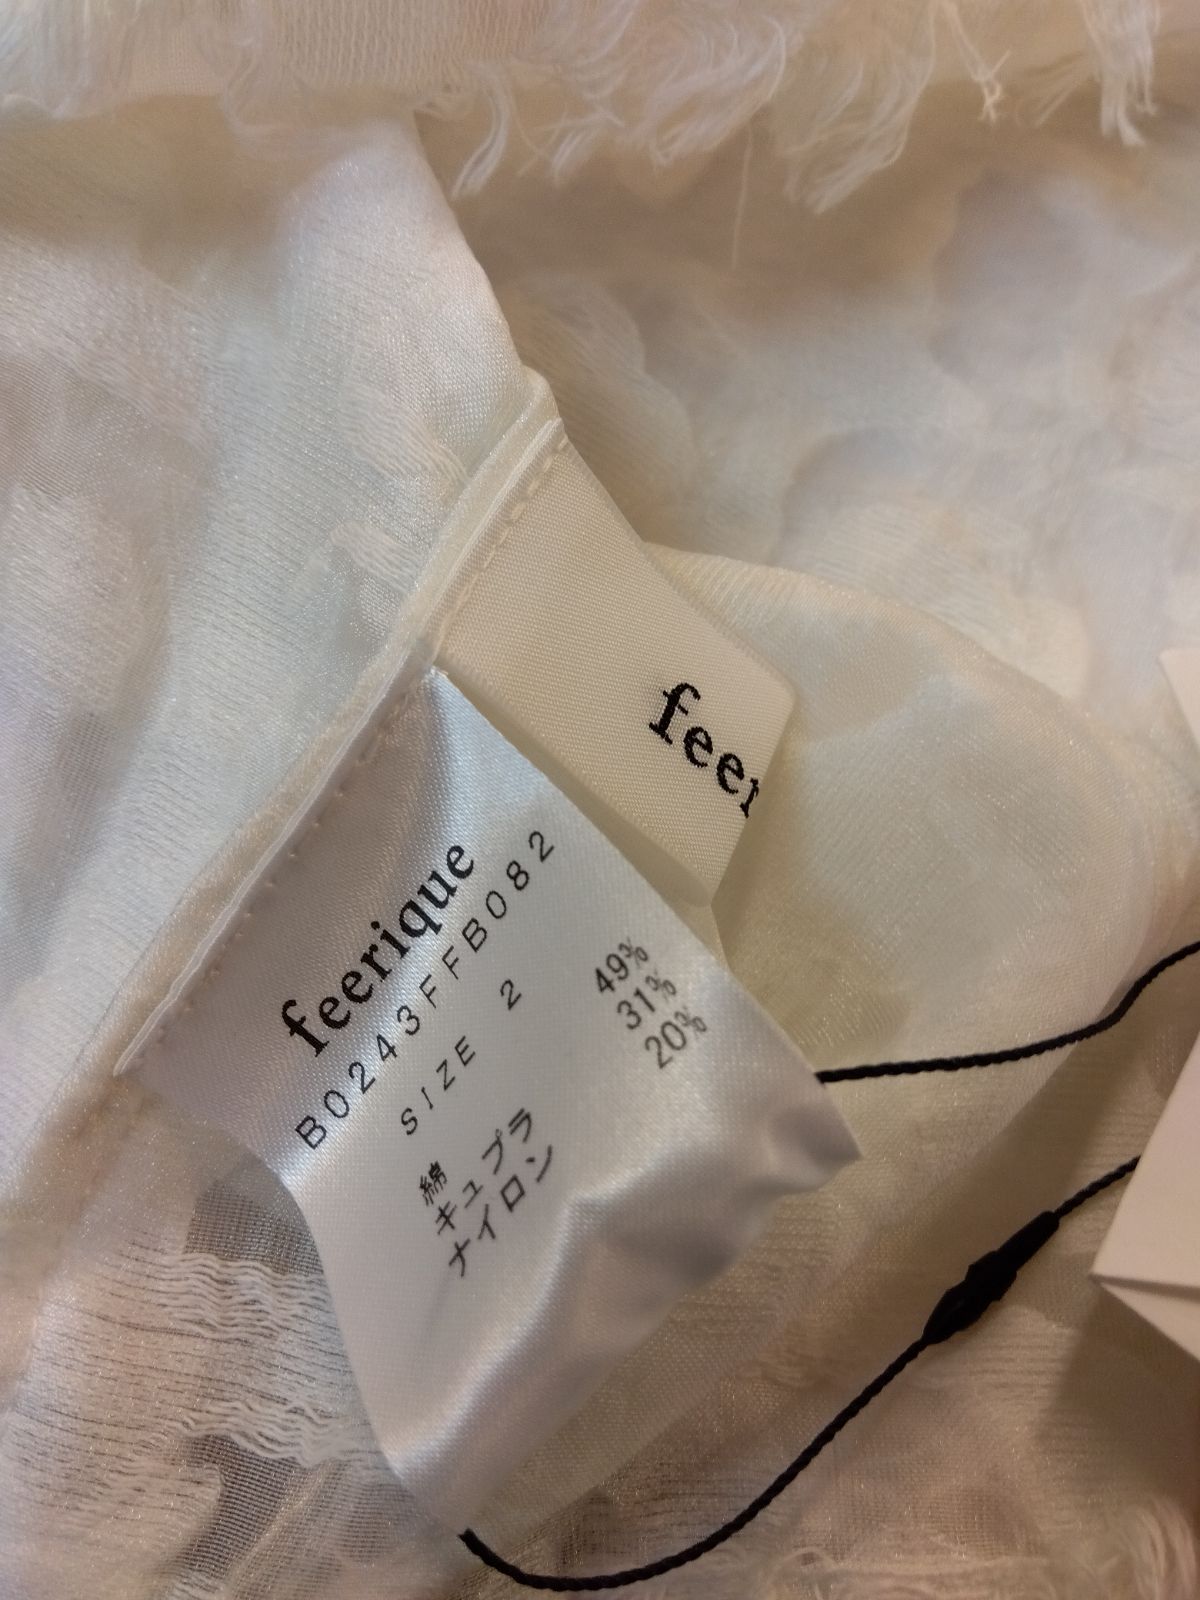 feer
feerique
B0243FFB082
SIZE 2
綿 49%
キュプラ 31%
ナイロン 20%